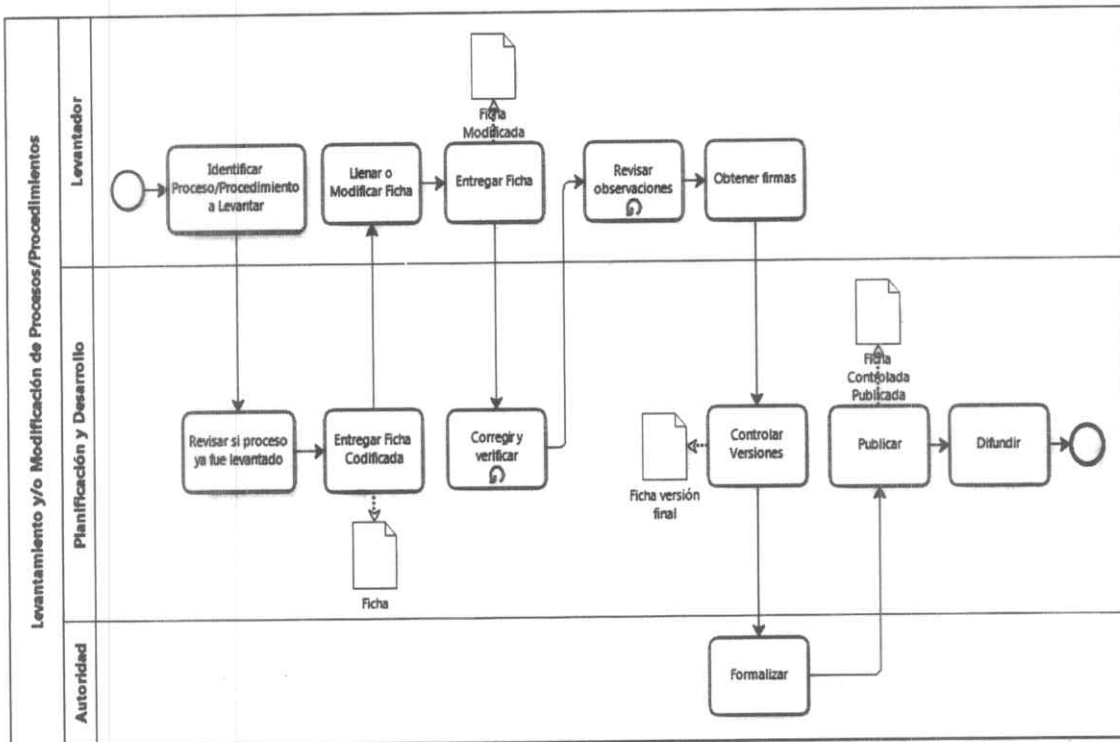 Levantamiento y/o Modificación de Procesos/Procedimientos
Levantador
Identificar
Proceso/Procedimiento
a Levantar
Llenar o
Modificar Ficha
Ficha
Modificada
Entregar Ficha
Revisar
observaciones
Obtener firmas
Planificación y Desarrollo
Revisar si proceso
ya fue levantado
Entregar Ficha
Codificada
Ficha
Corregir y
verificar
Ficha versión
final
Controlar
Versiones
Ficha
Controlada
Publicada
Publicar
Difundir
Autoridad
Formalizar